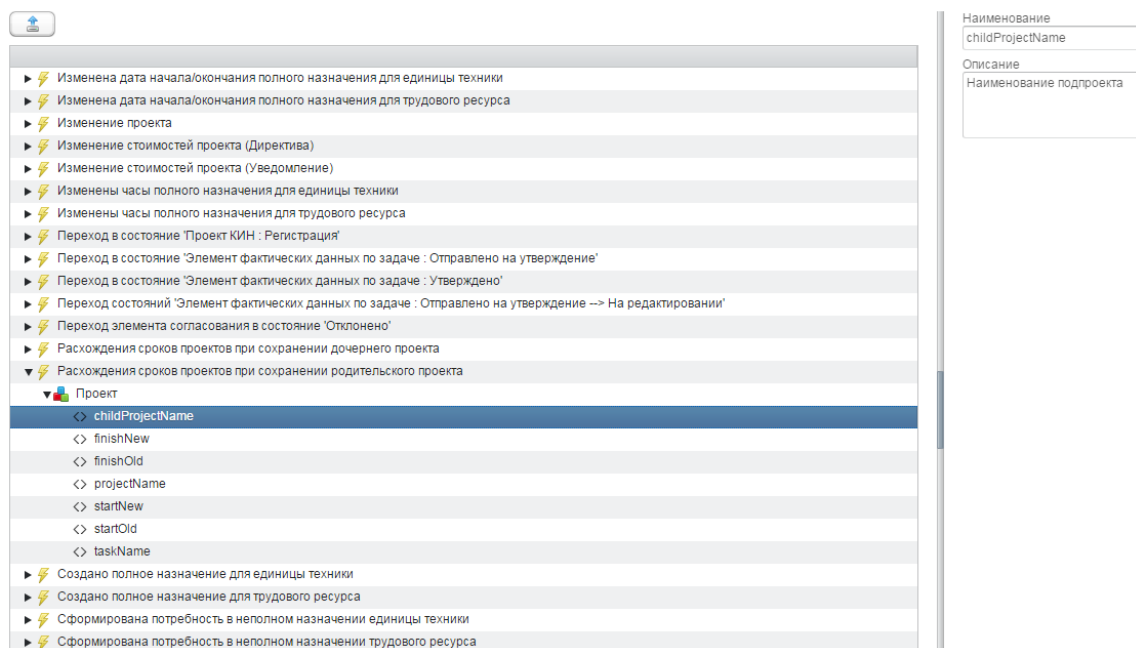 Изменена дата начала/окончания полного назначения для единицы техники
Изменена дата начала/окончания полного назначения для трудового ресурса
Изменение проекта
Изменение стоимостей проекта (Директива)
Изменение стоимостей проекта (Уведомление)
Изменены часы полного назначения для единицы техники
Изменены часы полного назначения для трудового ресурса
Переход в состояние 'Проект КИН : Регистрация'
Переход в состояние 'Элемент фактических данных по задаче : Отправлено на утверждение'
Переход в состояние 'Элемент фактических данных по задаче : Утверждено'
Переход состояний 'Элемент фактических данных по задаче : Отправлено на утверждение --> На редактировании'
Переход элемента согласования в состояние 'Отклонено'
Расхождения сроков проектов при сохранении дочернего проекта
Расхождения сроков проектов при сохранении родительского проекта
Проект
<> childProjectName
<> finishNew
<> finishOld
<> projectName
<> startNew
<> startOld
<> taskName
Создано полное назначение для единицы техники
Создано полное назначение для трудового ресурса
Сформирована потребность в неполном назначении единицы техники
Сформирована потребность в неполном назначении трудового ресурса
Наименование
childProjectName
Описание
Наименование подпроекта